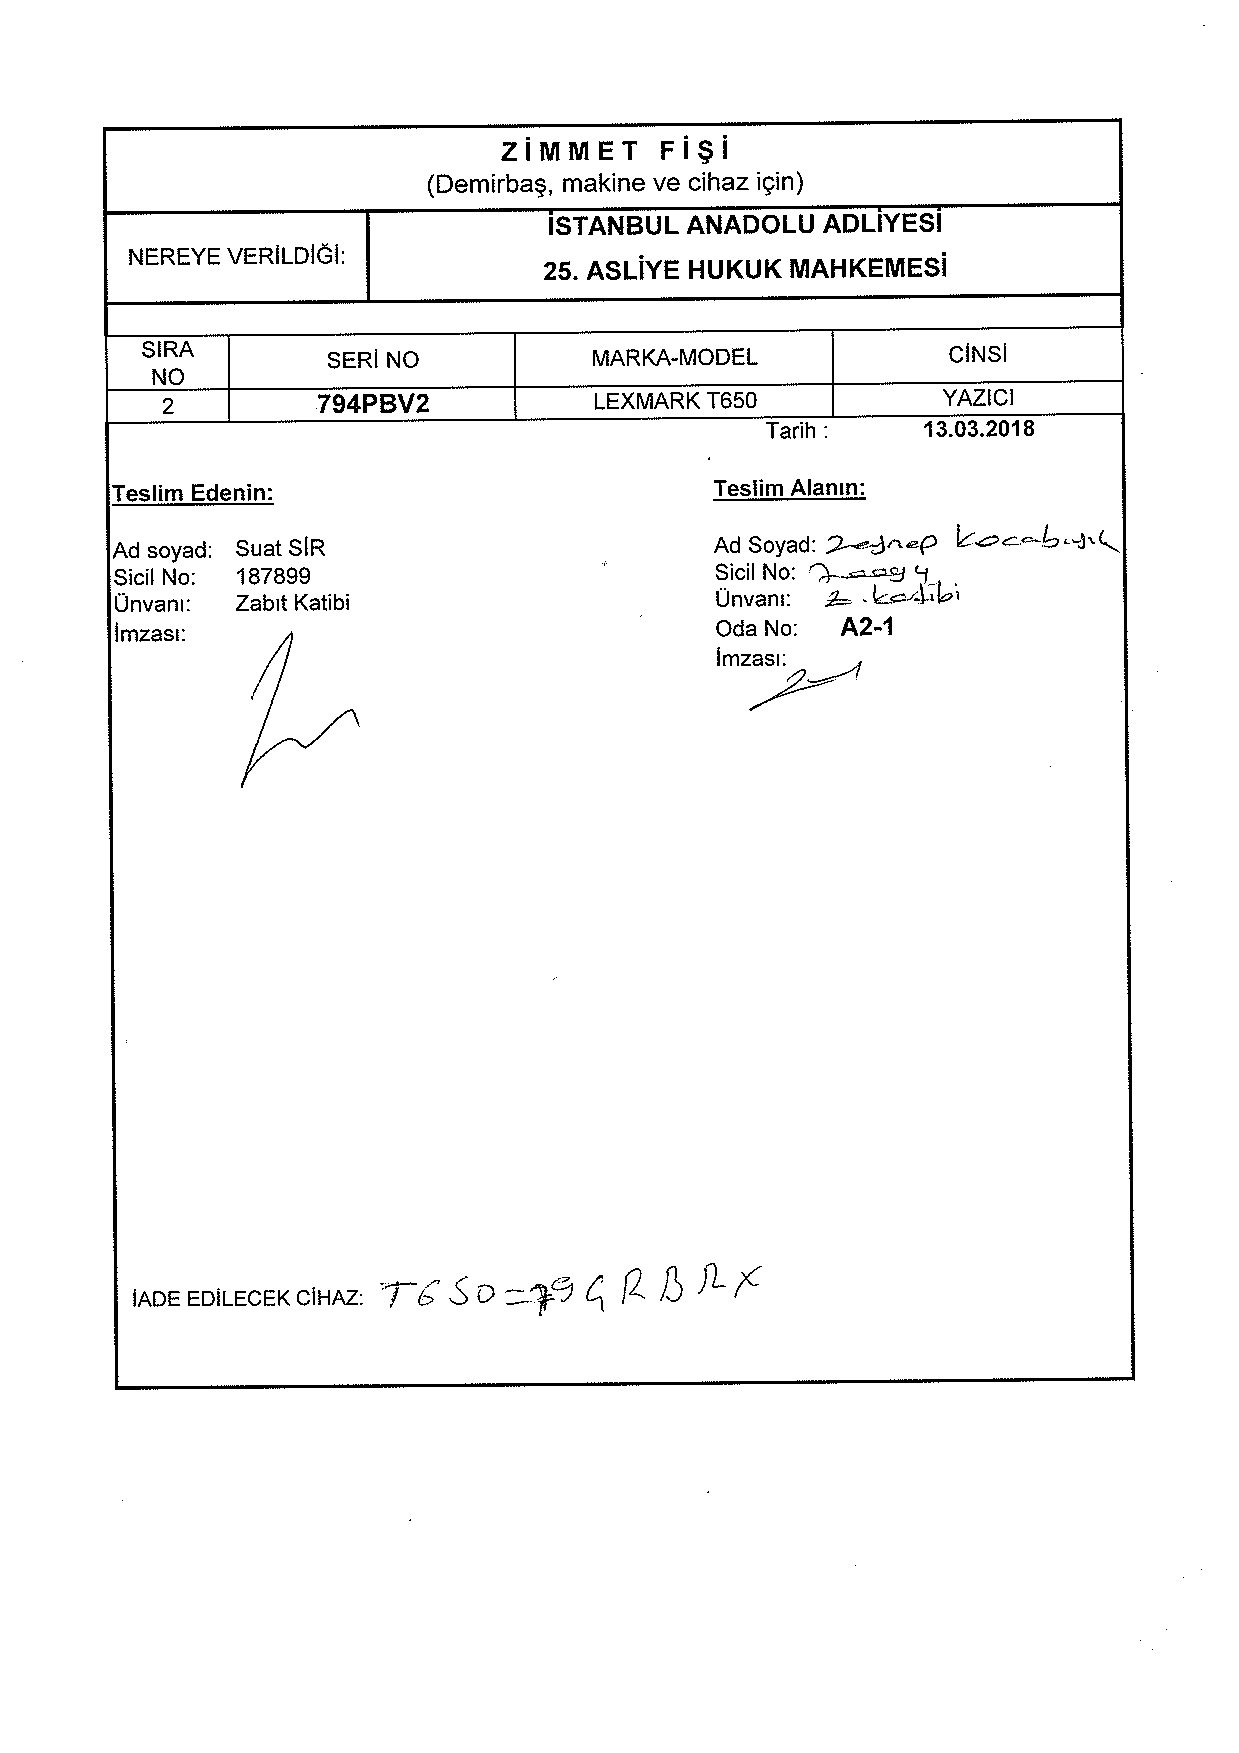 ZİMMET FİŞİ
(Demirbaş, makine ve cihaz için)
NEREYE VERİLDİĞİ:
İSTANBUL ANADOLU ADLİYESİ
25. ASLİYE HUKUK MAHKEMESİ
SIRA NO SERİ NO MARKA-MODEL CİNSİ
2 794PBV2 LEXMARK T650 YAZICI
Tarih : 13.03.2018
Teslim Edenin:
Ad soyad: Suat SİR
Sicil No: 187899
Ünvanı: Zabıt Katibi
İmzası:
Teslim Alanın:
Ad Soyad: Zeynep Kocabıyık
Sicil No:
Ünvanı: Z. katibi
Oda No: A2-1
İmzası:
İADE EDİLECEK CİHAZ: T650=